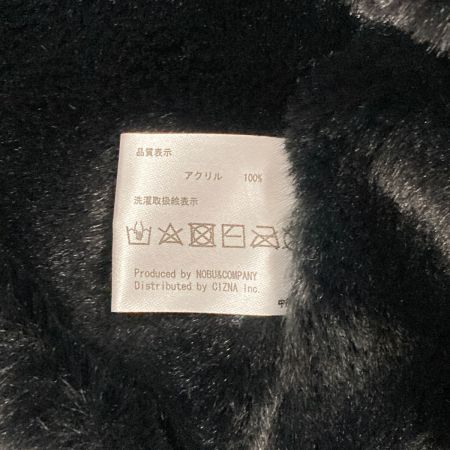 品質表示
アクリル 100%
洗濯取扱絵表示
Produced by NOBU&COMPANY
Distributed by CIZNA Inc.
中